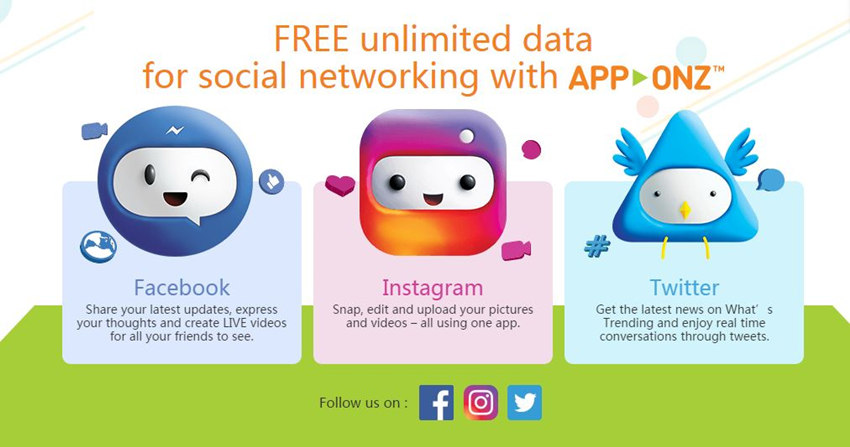 FREE unlimited data
for social networking with APP ONZ™
Facebook
Share your latest updates, express
your thoughts and create LIVE videos
for all your friends to see.
Instagram
Snap, edit and upload your pictures
and videos – all using one app.
Twitter
Get the latest news on What’s
Trending and enjoy real time
conversations through tweets.
Follow us on :